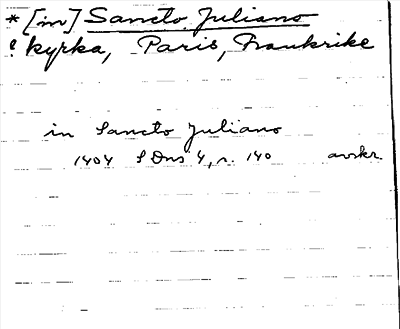 * [in] Sancto Juliano
? kyrka, Paris, Frankrike
in Sancto Juliano
1404 SDns 4, n. 140 avskr.